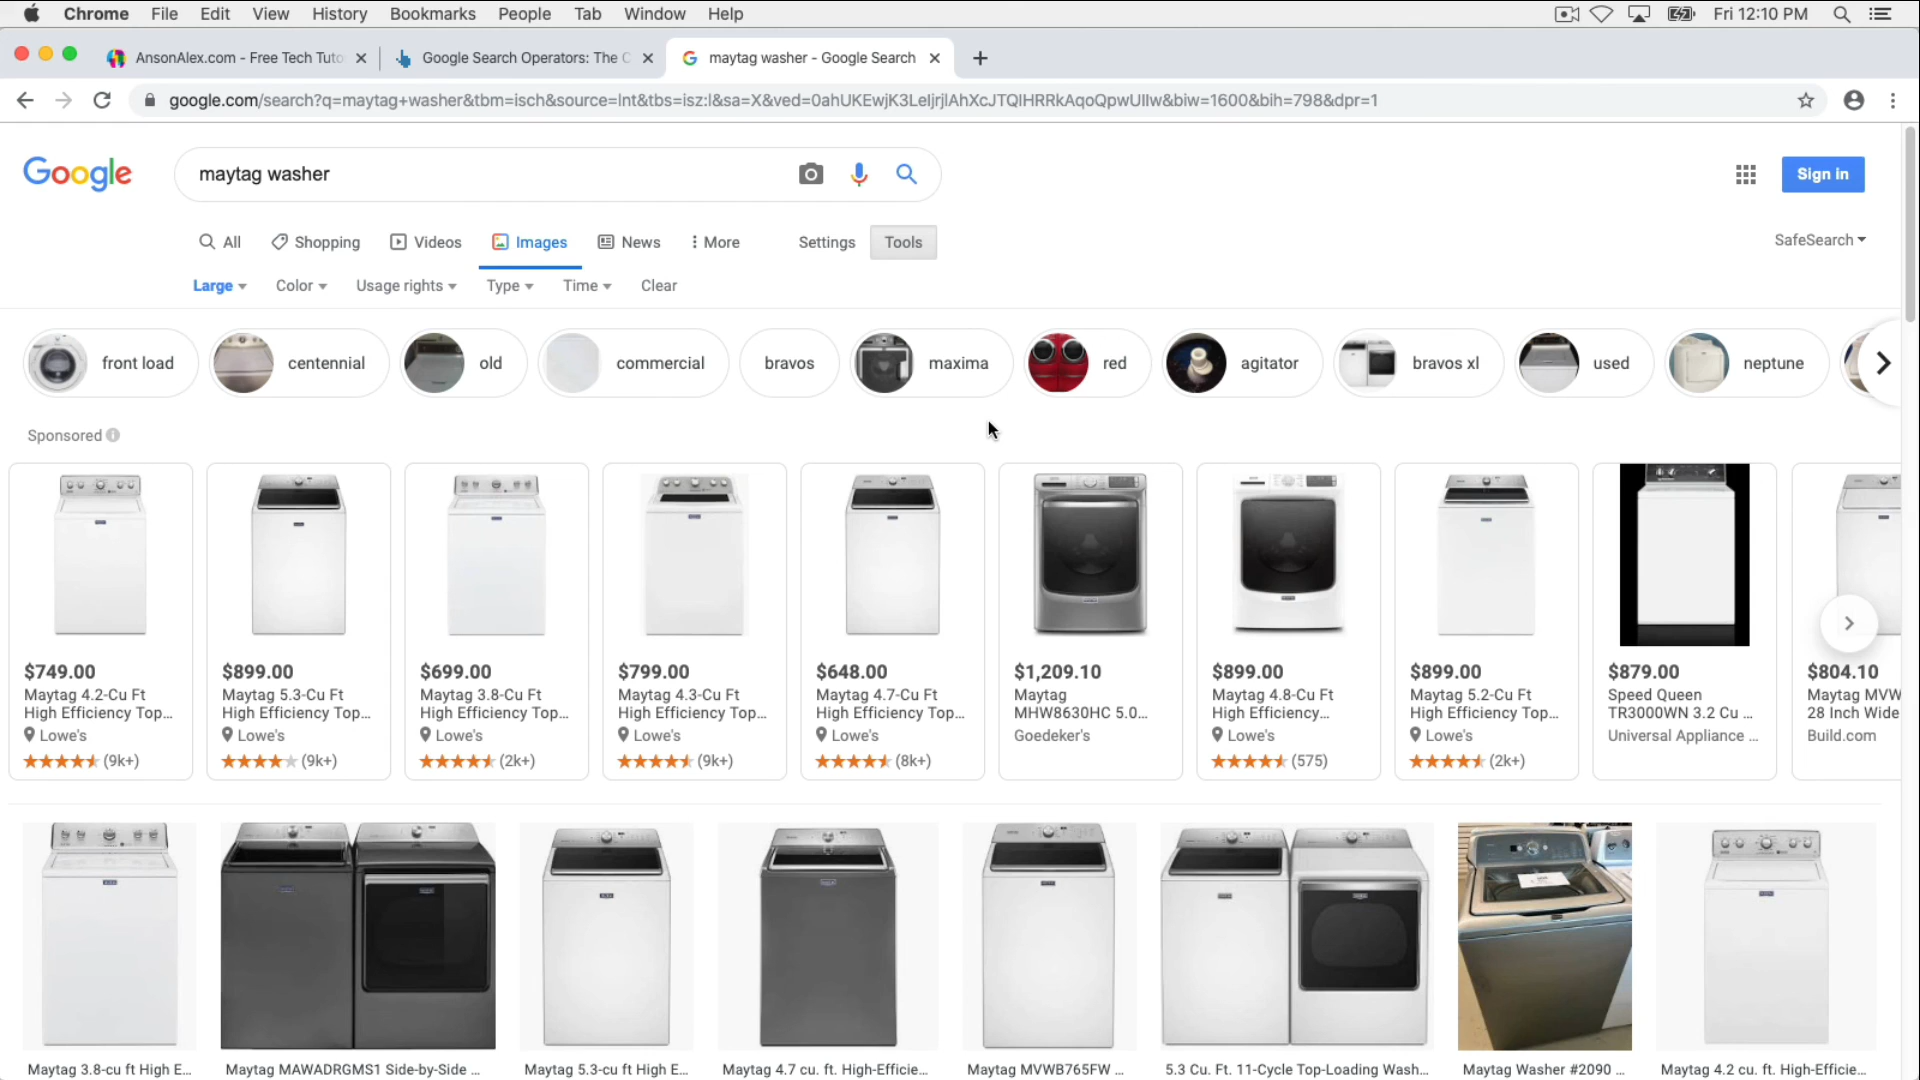 Chrome File Edit View History Bookmarks People Tab Window Help Fri 12:10 PM
AnsonAlex.com - Free Tech Tuto Google Search Operators: The C maytag washer - Google Search
google.com/search?q=maytag+washer&tbm=isch&source=lnt&tbs=isz:l&sa=X&ved=0ahUKEwjK3LeljrjlAhXcJTQIHRRkAqoQpwUIIw&biw=1600&bih=798&dpr=1
Google maytag washer Sign in
All Shopping Videos Images News More Settings Tools SafeSearch
Large Color Usage rights Type Time Clear
front load centennial old commercial bravos maxima red agitator bravos xl used neptune
Sponsored
$749.00
Maytag 4.2-Cu Ft
High Efficiency Top...
Lowe's
(9k+)
$899.00
Maytag 5.3-Cu Ft
High Efficiency Top...
Lowe's
(9k+)
$699.00
Maytag 3.8-Cu Ft
High Efficiency Top...
Lowe's
(2k+)
$799.00
Maytag 4.3-Cu Ft
High Efficiency Top...
Lowe's
(9k+)
$648.00
Maytag 4.7-Cu Ft
High Efficiency Top...
Lowe's
(8k+)
$1,209.10
Maytag
MHW8630HC 5.0...
Goedeker's
$899.00
Maytag 4.8-Cu Ft
High Efficiency...
Lowe's
(575)
$899.00
Maytag 5.2-Cu Ft
High Efficiency Top...
Lowe's
(2k+)
$879.00
Speed Queen
TR3000WN 3.2 Cu ...
Universal Appliance ...
$804.10
Maytag MVW
28 Inch Wide
Build.com
Maytag 3.8-cu ft High E...
Maytag MAWADRGMS1 Side-by-Side ...
Maytag 5.3-cu ft High E...
Maytag 4.7 cu. ft. High-Efficie...
Maytag MVWB765FW ...
5.3 Cu. Ft. 11-Cycle Top-Loading Wash...
Maytag Washer #2090 ...
Maytag 4.2 cu. ft. High-Efficie...